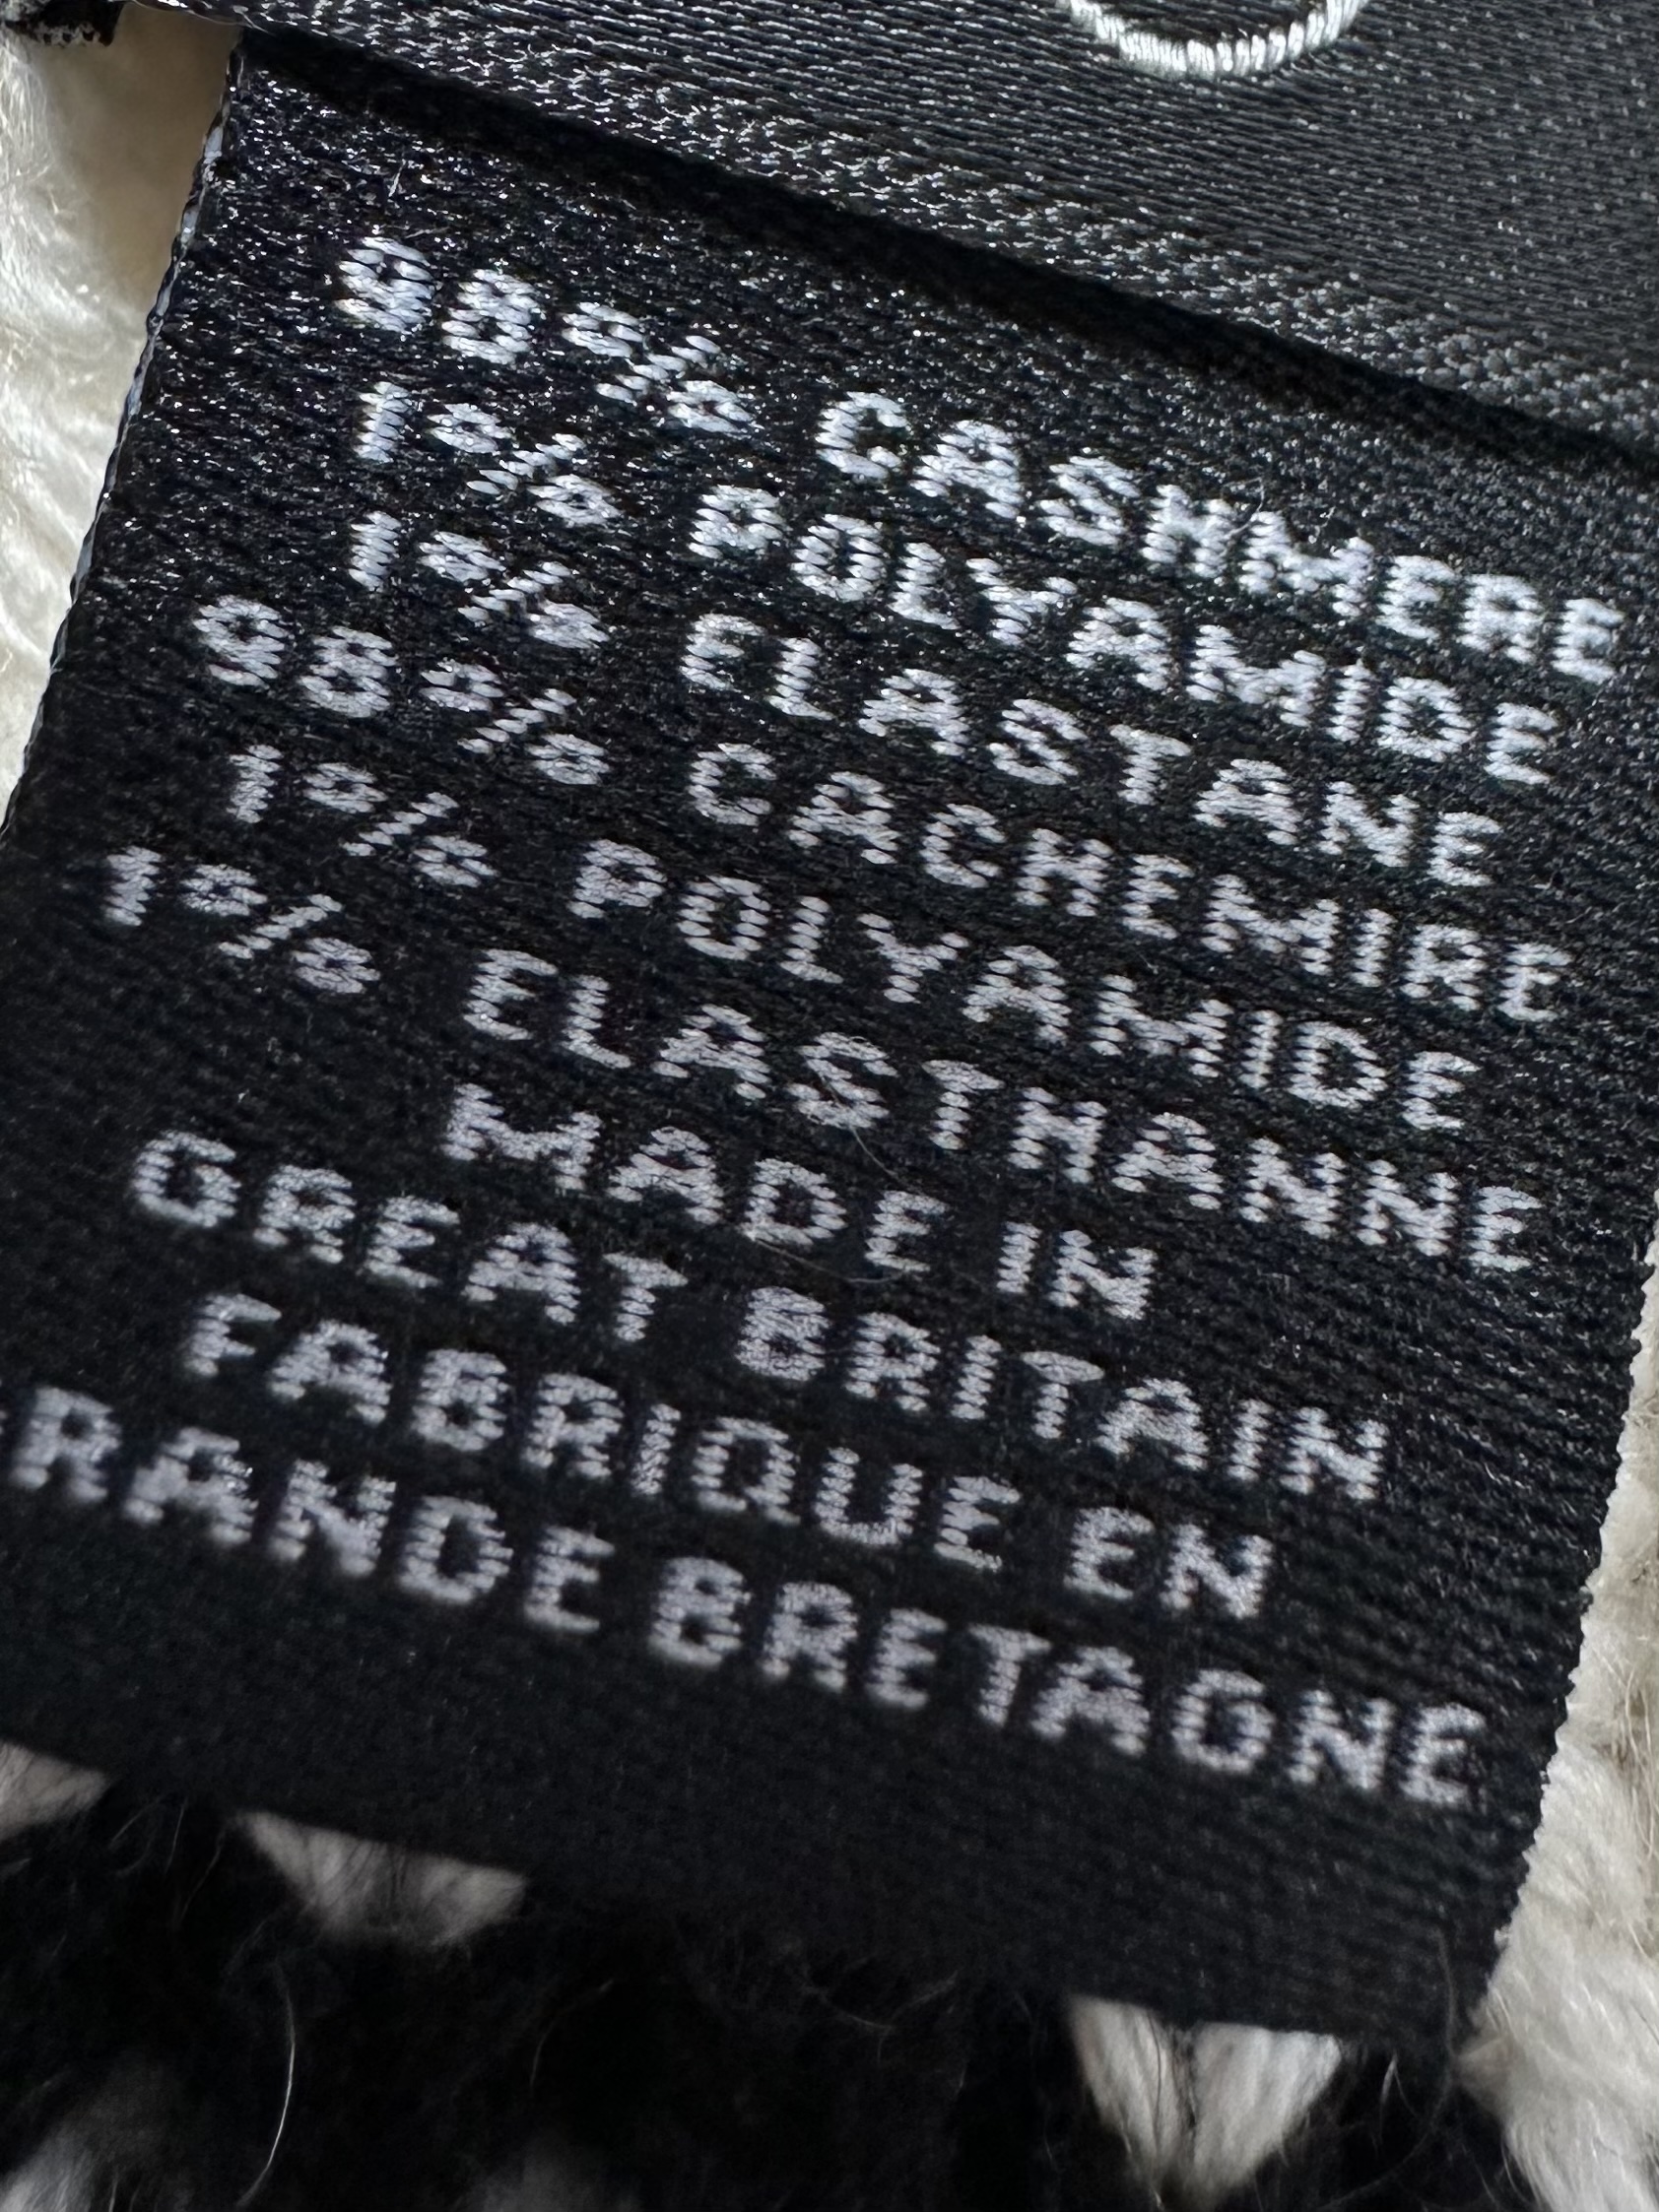 98% CASHMERE
1% POLYAMIDE
1% ELASTANE
98% CACHEMIRE
1% POLYAMIDE
1% ELASTHANNE
MADE IN
GREAT BRITAIN
FABRIQUE EN
RANDE BRETAGNE